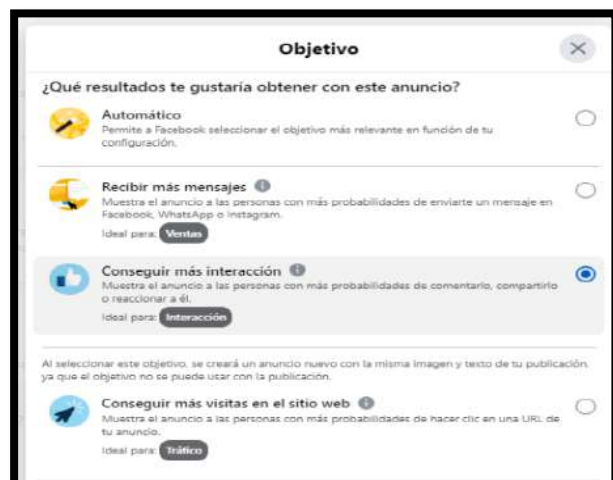 Objetivo
¿Qué resultados te gustaría obtener con este anuncio?
Automático
Permite a Facebook seleccionar el objetivo más relevante en función de tu
configuración.
Recibir más mensajes
Muestra el anuncio a las personas con más probabilidades de enviarte un mensaje en
Facebook, WhatsApp o Instagram.
Ideal para: Ventas
Conseguir más interacción
Muestra el anuncio a las personas con más probabilidades de comentarlo, compartirlo
o reaccionar a él.
Ideal para: Interacción
Al seleccionar este objetivo, se creará un anuncio nuevo con la misma imagen y texto de tu publicación,
ya que el objetivo no se puede usar con la publicación.
Conseguir más visitas en el sitio web
Muestra el anuncio a las personas con más probabilidades de hacer clic en una URL de
tu anuncio.
Ideal para: Tráfico